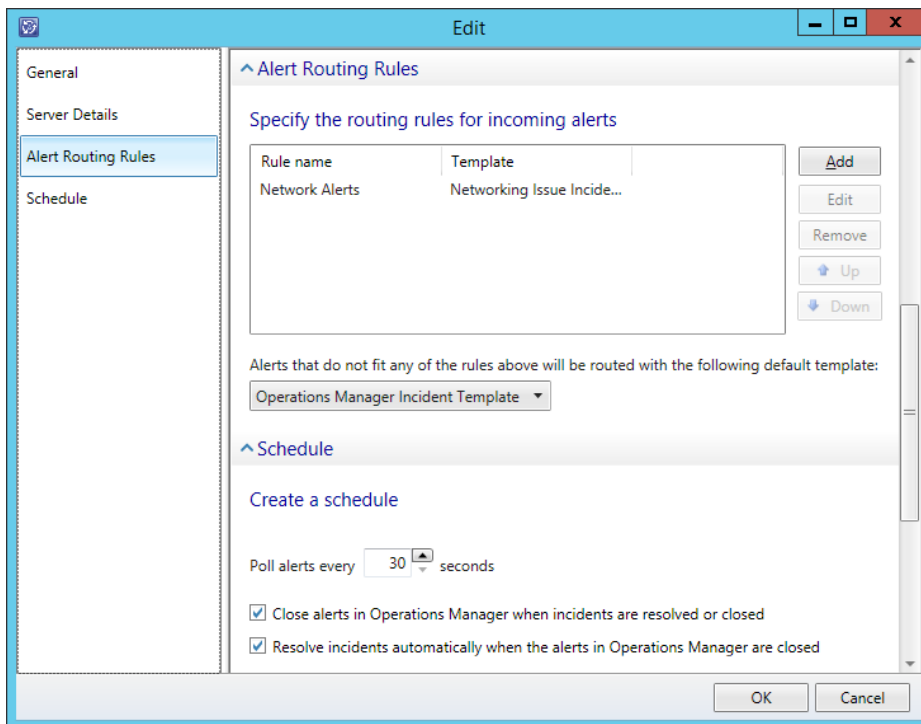 Edit
General
Server Details
Alert Routing Rules
Schedule
Alert Routing Rules
Specify the routing rules for incoming alerts
Rule name Template
Network Alerts Networking Issue Incide...
Add
Edit
Remove
Up
Down
Alerts that do not fit any of the rules above will be routed with the following default template:
Operations Manager Incident Template
Schedule
Create a schedule
Poll alerts every 30 seconds
Close alerts in Operations Manager when incidents are resolved or closed
Resolve incidents automatically when the alerts in Operations Manager are closed
OK Cancel